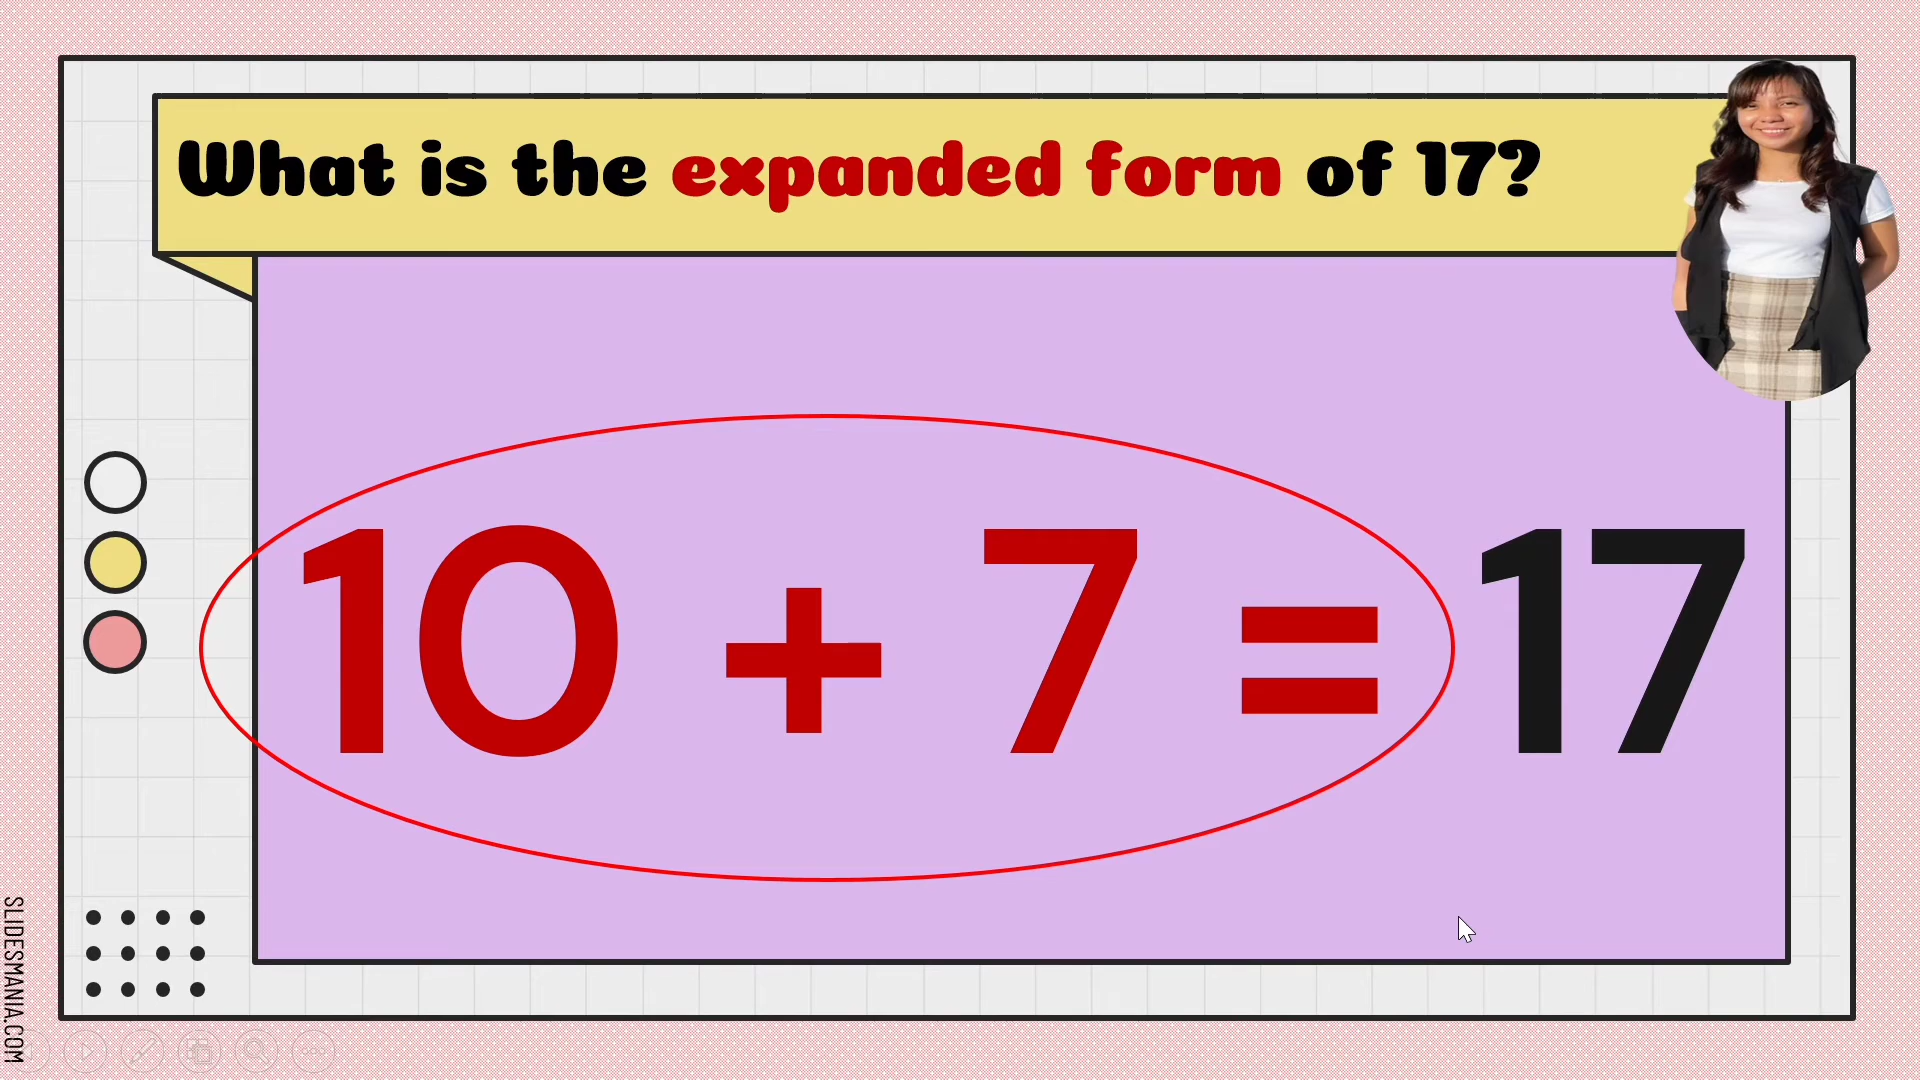 What is the expanded form of 17?
10 + 7 = 17
SLIDESMANIA.COM